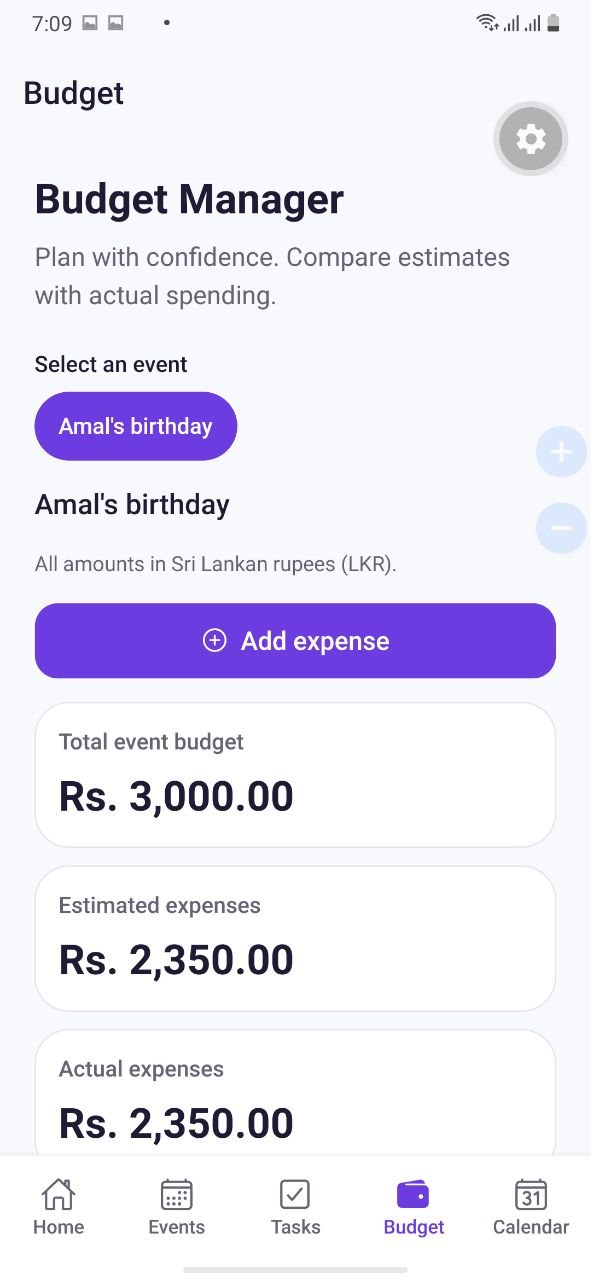 7:09
Budget
Budget Manager
Plan with confidence. Compare estimates
with actual spending.
Select an event
Amal's birthday
Amal's birthday
All amounts in Sri Lankan rupees (LKR).
Add expense
Total event budget
Rs. 3,000.00
Estimated expenses
Rs. 2,350.00
Actual expenses
Rs. 2,350.00
31
Home Events Tasks Budget Calendar